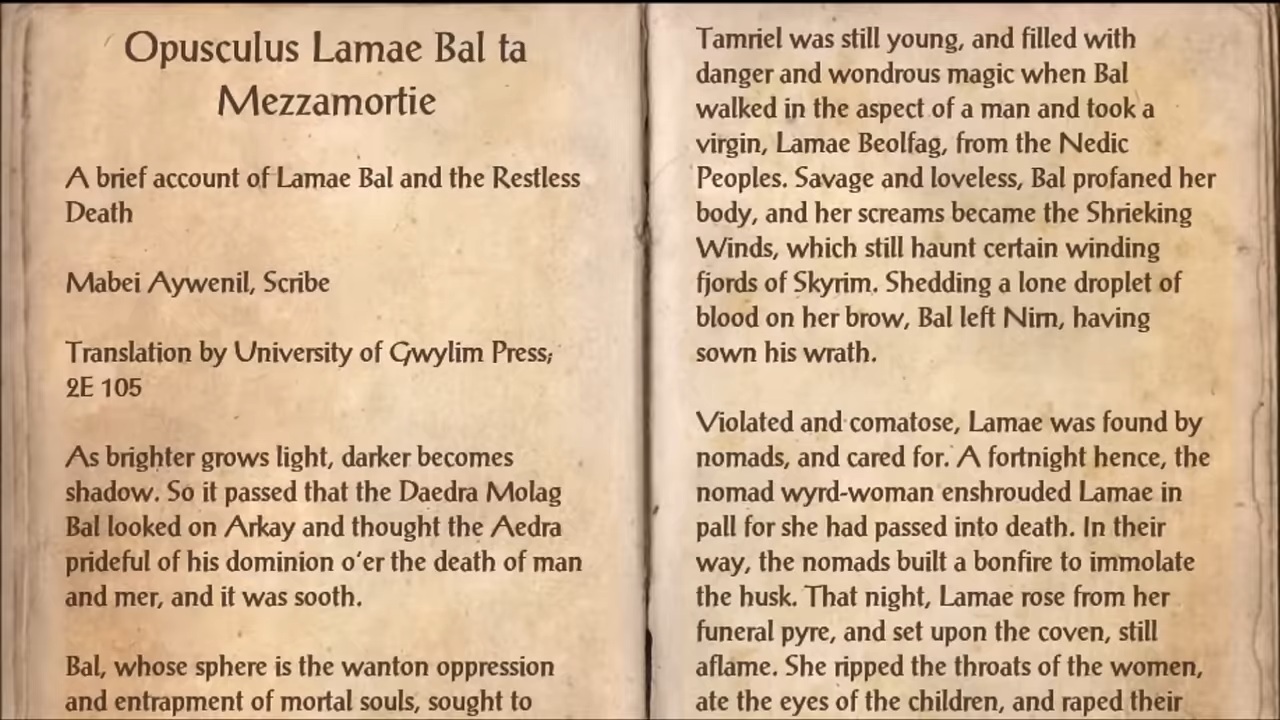 Opusculus Lamae Bal ta
Mezzamortie
A brief account of Lamae Bal and the Restless
Death
Mabei Aywenil, Scribe
Translation by University of Gwylim Press;
2E 105
As brighter grows light, darker becomes
shadow. So it passed that the Daedra Molag
Bal looked on Arkay and thought the Aedra
prideful of his dominion o'er the death of man
and mer, and it was sooth.
Bal, whose sphere is the wanton oppression
and entrapment of mortal souls, sought to
Tamriel was still young, and filled with
danger and wondrous magic when Bal
walked in the aspect of a man and took a
virgin, Lamae Beolfag, from the Nedic
Peoples. Savage and loveless, Bal profaned her
body, and her screams became the Shrieking
Winds, which still haunt certain winding
fjords of Skyrim. Shedding a lone droplet of
blood on her brow, Bal left Nirn, having
sown his wrath.
Violated and comatose, Lamae was found by
nomads, and cared for. A fortnight hence, the
nomad wyrd-woman enshrouded Lamae in
pall for she had passed into death. In their
way, the nomads built a bonfire to immolate
the husk. That night, Lamae rose from her
funeral pyre, and set upon the coven, still
aflame. She ripped the throats of the women,
ate the eyes of the children, and raped their